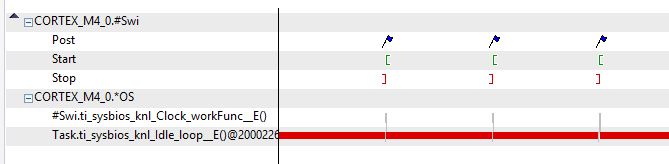 CORTEX_M4_0.#Swi
Post
Start
Stop
CORTEX_M4_0.*OS
#Swi.ti_sysbios_knl_Clock_workFunc__E()
Task.ti_sysbios_knl_Idle_loop__E()@2000226